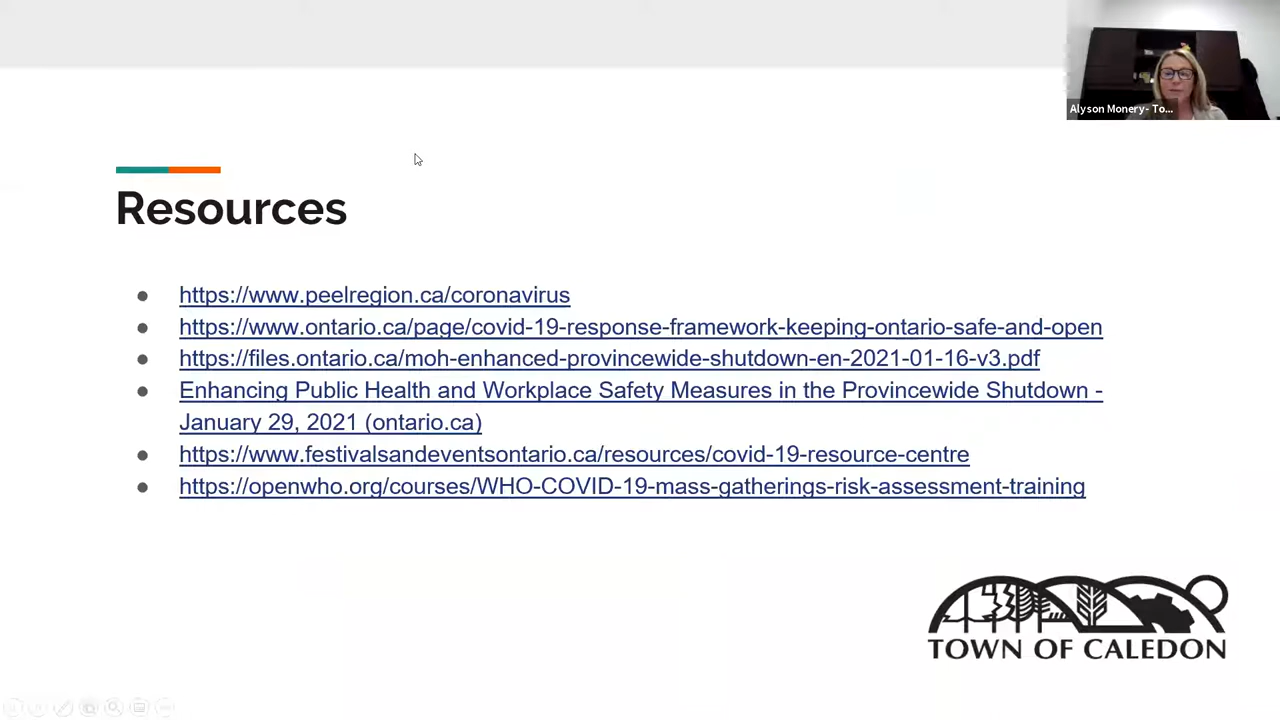 Alyson Monery- To...
Resources
https://www.peelregion.ca/coronavirus
https://www.ontario.ca/page/covid-19-response-framework-keeping-ontario-safe-and-open
https://files.ontario.ca/moh-enhanced-provincewide-shutdown-en-2021-01-16-v3.pdf
Enhancing Public Health and Workplace Safety Measures in the Provincewide Shutdown -
January 29, 2021 (ontario.ca)
https://www.festivalsandeventsontario.ca/resources/covid-19-resource-centre
https://openwho.org/courses/WHO-COVID-19-mass-gatherings-risk-assessment-training
TOWN OF CALEDON